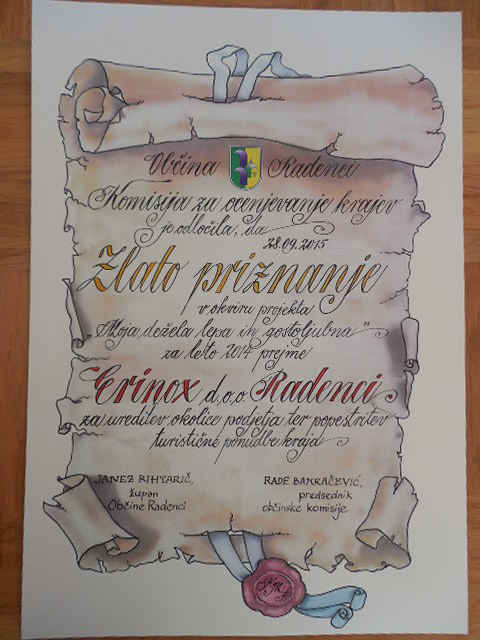 Občina Radenci
Komisija za ocenjevanje krajev
je odločila, da 28.09.2015
Zlato priznanje
v okviru projekta
„Moja dežela lepa in gostoljubna”
za leto 2014 prejme
Erinox d.o.o Radenci
za ureditev okolice podjetja ter popestritev
turistične ponudbe kraja
JANEZ RIHTARIČ, RADE BAKRAČEVIĆ,
župan predsednik
Občine Radenci občinske komisije